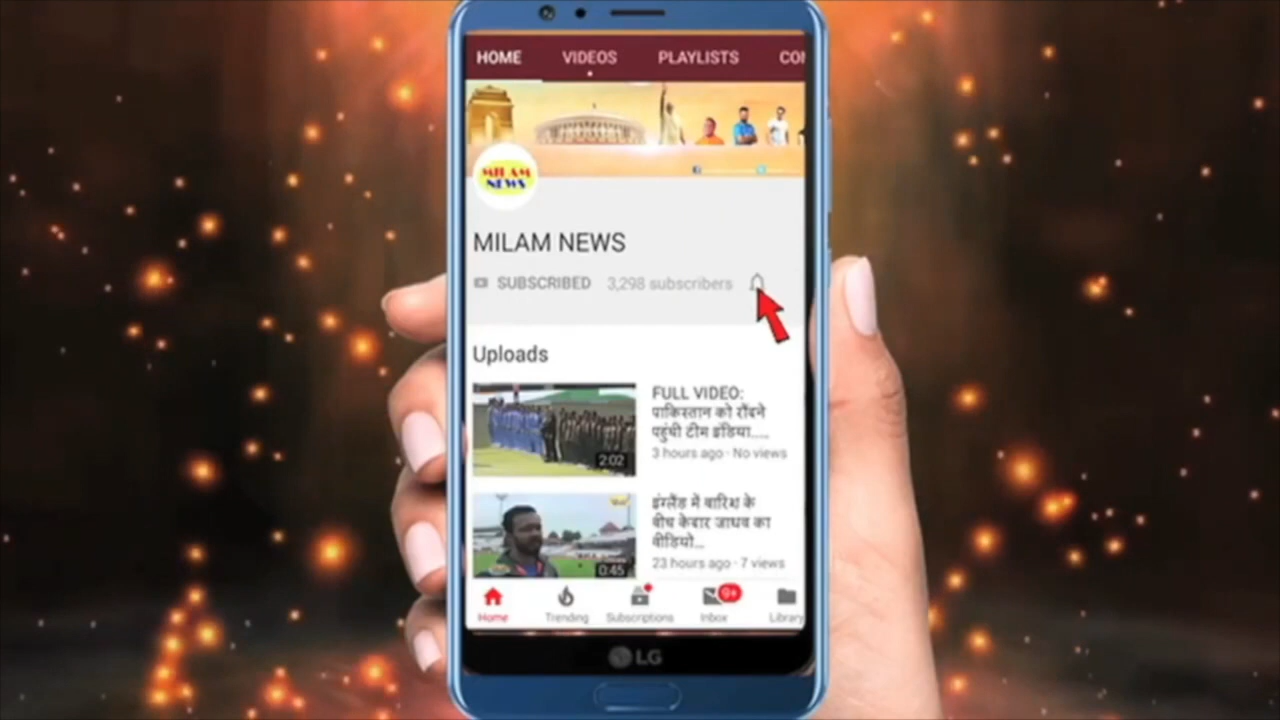 HOME VIDEOS PLAYLISTS CO
MILAM
NEWS
MILAM NEWS
SUBSCRIBED 3,298 subscribers
Uploads
FULL VIDEO:
पाकिस्तान को रौंदने
पहुंची टीम इंडिया.....
3 hours ago · No views
2:02
इंग्लैंड में बारिश के
बीच केदार जाधव का
वीडियो...
23 hours ago · 7 views
0:45
9+
Home Trending Subscriptions Inbox Library
LG